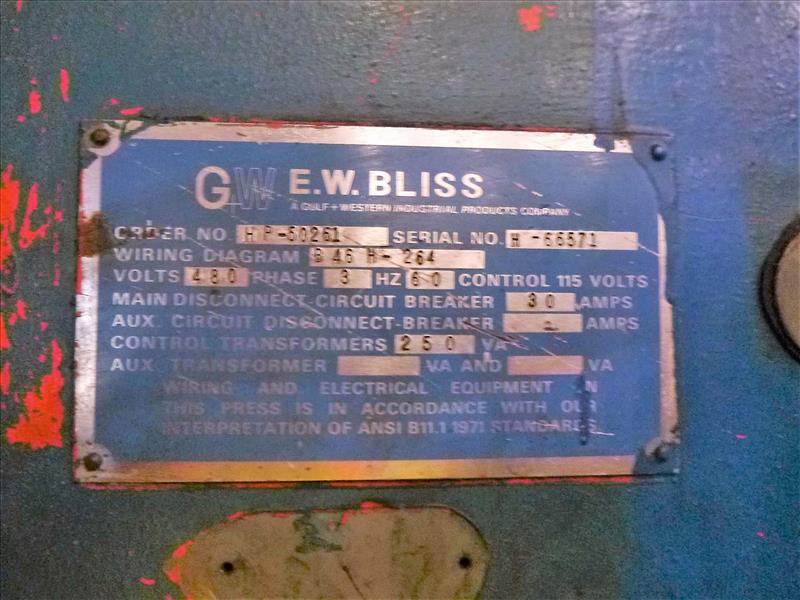 GW E.W. BLISS
A GULF + WESTERN INDUSTRIAL PRODUCTS COMPANY
ORDER NO. HP-50261 SERIAL NO. H-66571
WIRING DIAGRAM B46H-264
VOLTS 480 PHASE 3 HZ 60 CONTROL 115 VOLTS
MAIN DISCONNECT-CIRCUIT BREAKER 30 AMPS
AUX. CIRCUIT DISCONNECT-BREAKER AMPS
CONTROL TRANSFORMERS 250 VA
AUX. TRANSFORMER VA AND VA
WIRING AND ELECTRICAL EQUIPMENT IN
THIS PRESS IS IN ACCORDANCE WITH OUR
INTERPRETATION OF ANSI B11.1 1971 STANDARDS.